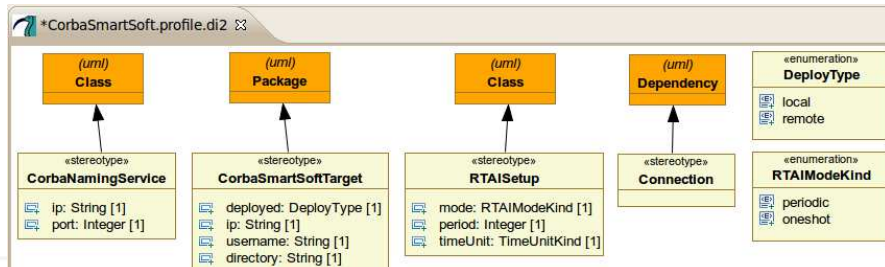 *CorbaSmartSoft.profile.di2
(uml)
Class
«stereotype»
CorbaNamingService
ip: String [1]
port: Integer [1]
(uml)
Package
«stereotype»
CorbaSmartSoftTarget
deployed: DeployType [1]
ip: String [1]
username: String [1]
directory: String [1]
(uml)
Class
«stereotype»
RTAISetup
mode: RTAIModeKind [1]
period: Integer [1]
timeUnit: TimeUnitKind [1]
(uml)
Dependency
«stereotype»
Connection
«enumeration»
DeployType
local
remote
«enumeration»
RTAIModeKind
periodic
oneshot